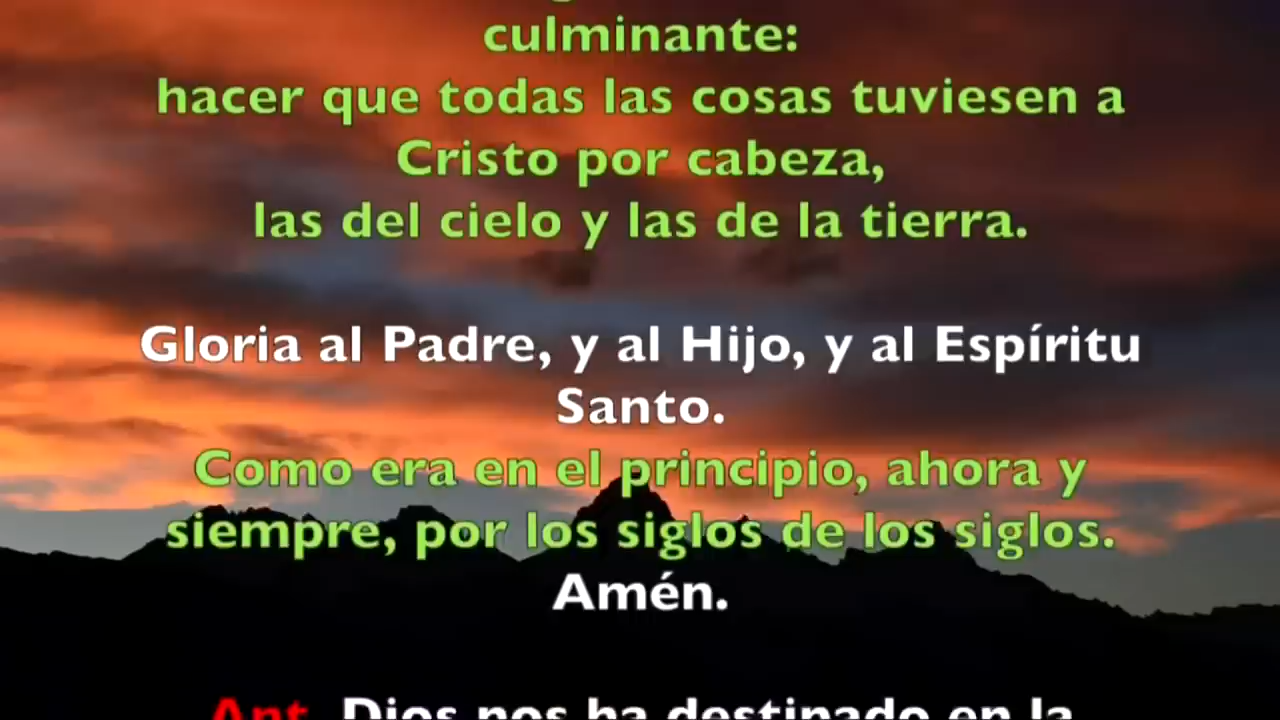 culminante:
hacer que todas las cosas tuviesen a
Cristo por cabeza,
las del cielo y las de la tierra.
Gloria al Padre, y al Hijo, y al Espíritu
Santo.
Como era en el principio, ahora y
siempre, por los siglos de los siglos.
Amén.
Ant. Dios nos ha destinado en la